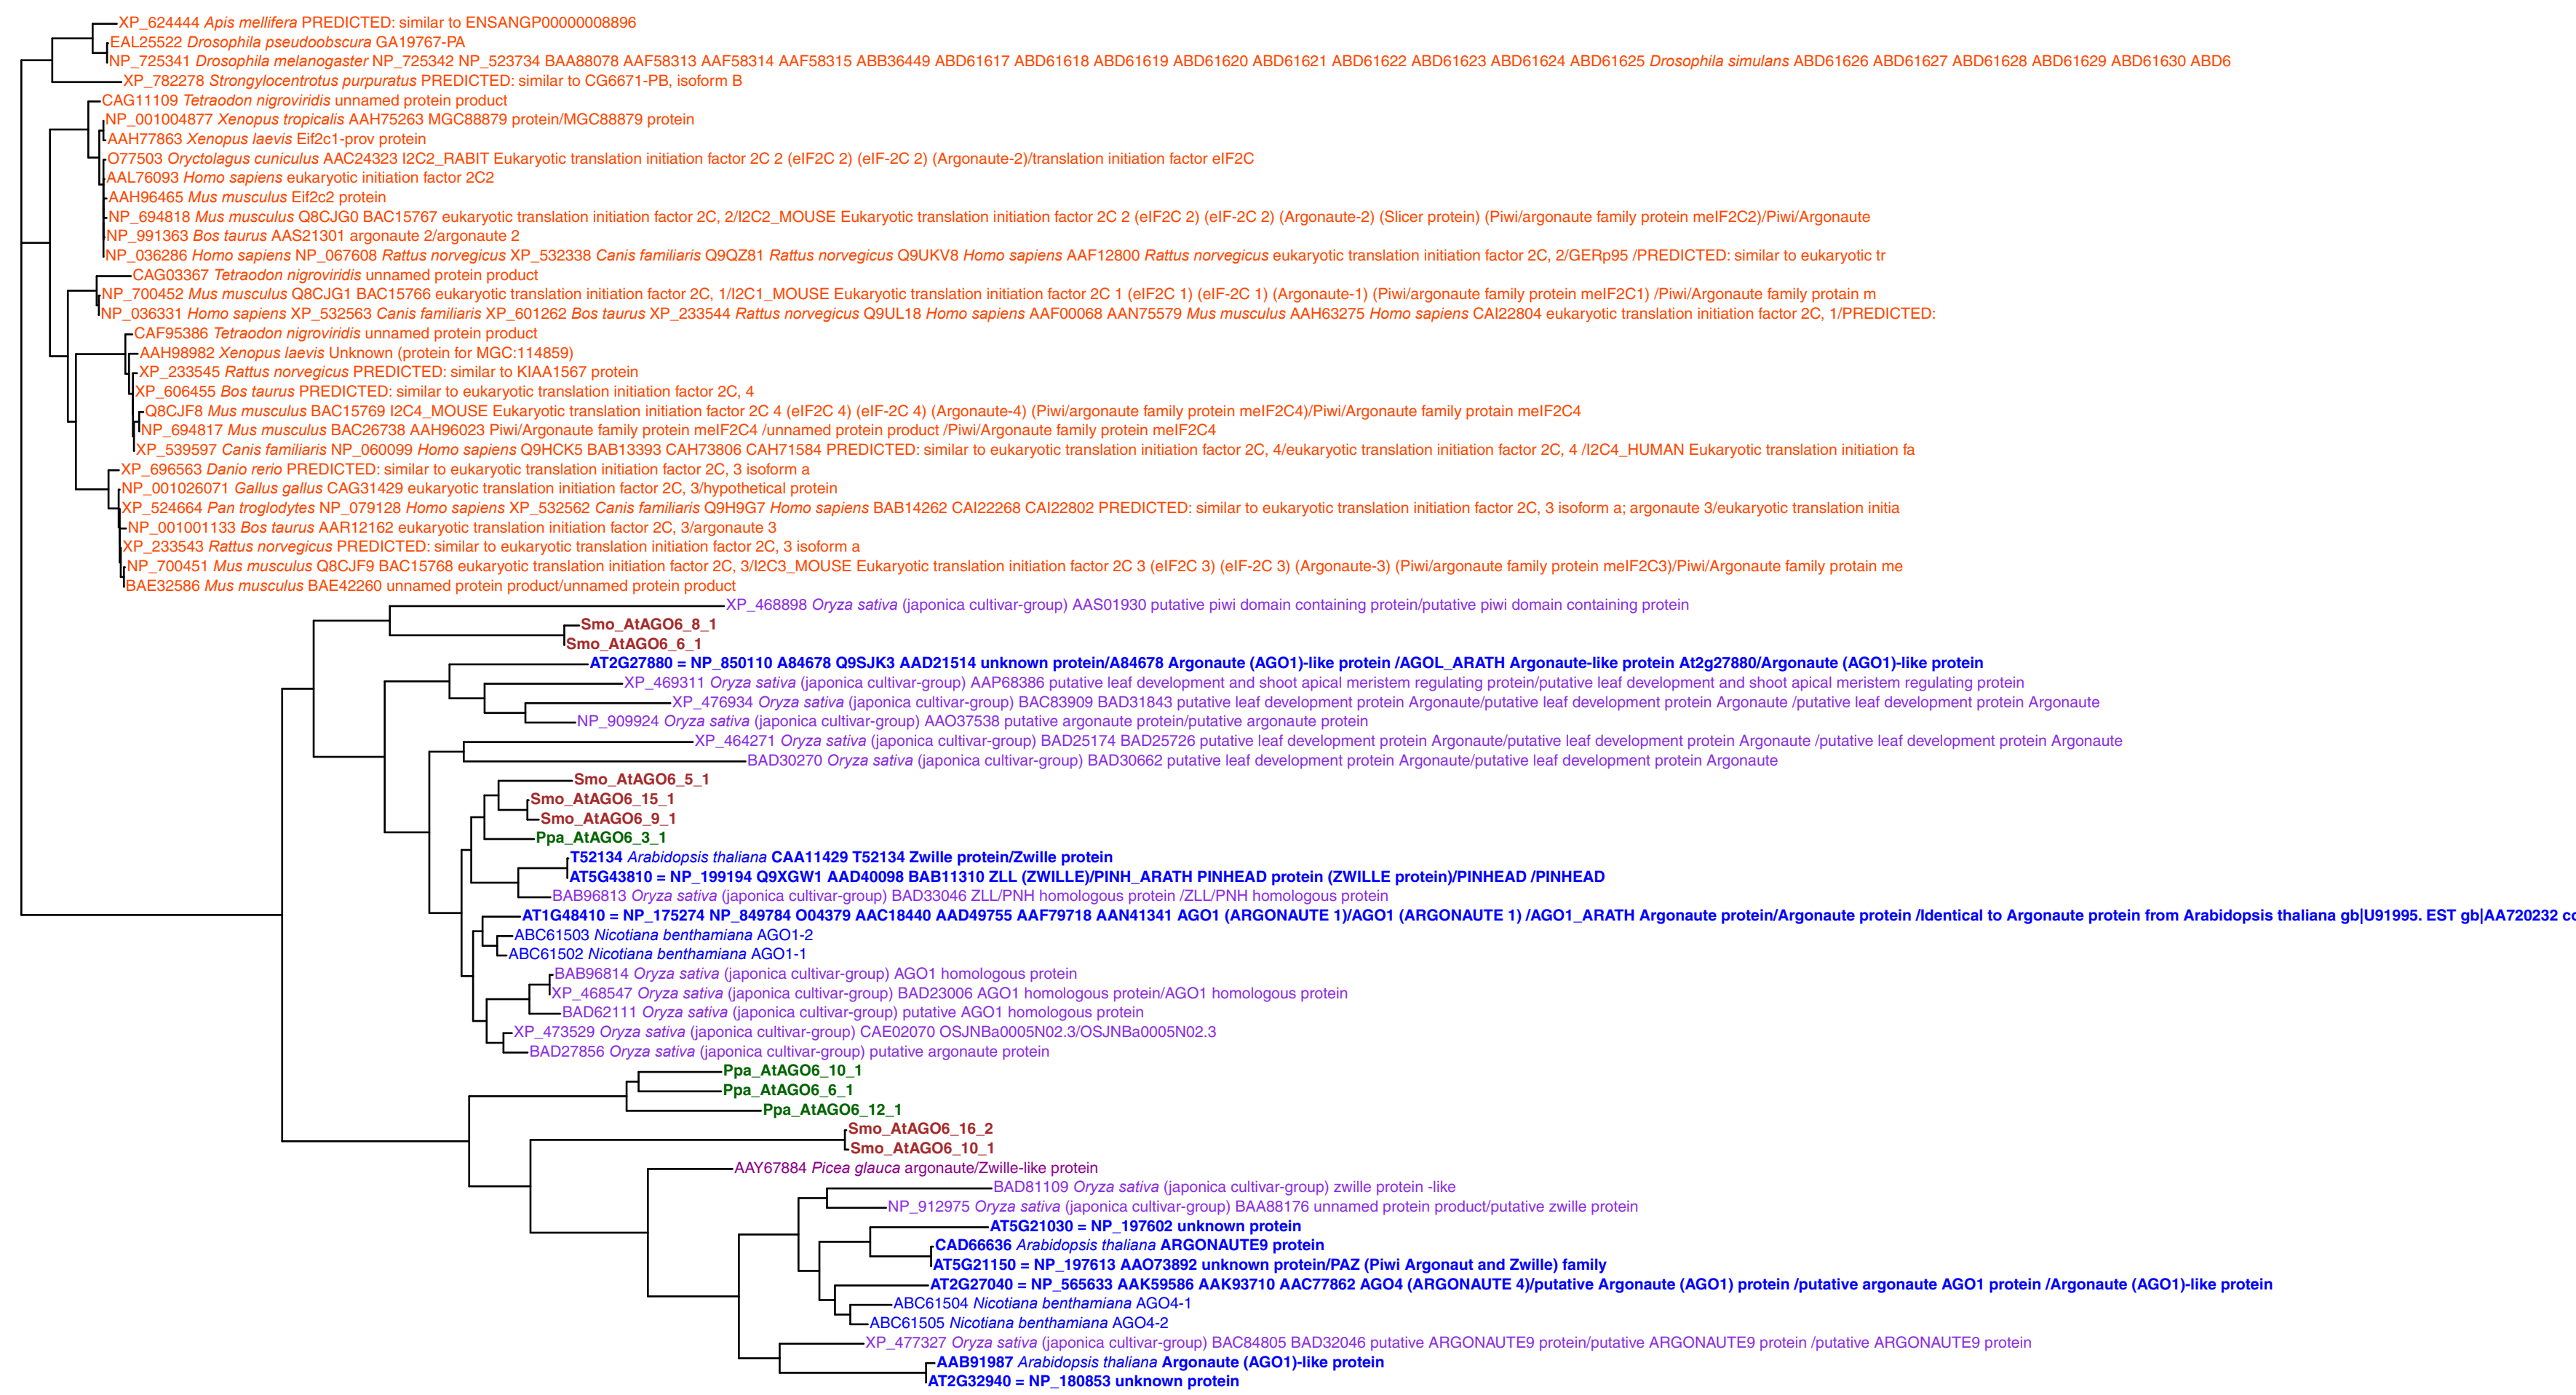 XP_624444 Apis mellifera PREDICTED: similar to ENSANGP00000008896
EAL25522 Drosophila pseudoobscura GA19767-PA
NP_725341 Drosophila melanogaster NP_725342 NP_523734 BAA88078 AAF58313 AAF58314 AAF58315 ABB36449 ABD61617 ABD61618 ABD61619 ABD61620 ABD61621 ABD61622 ABD61623 ABD61624 ABD61625 Drosophila simulans ABD61626 ABD61627 ABD61628 ABD61629 ABD61630 ABD6
XP_782278 Strongylocentrotus purpuratus PREDICTED: similar to CG6671-PB, isoform B
CAG11109 Tetraodon nigroviridis unnamed protein product
NP_001004877 Xenopus tropicalis AAH75263 MGC88879 protein/MGC88879 protein
AAH77863 Xenopus laevis Eif2c1-prov protein
O77503 Oryctolagus cuniculus AAC24323 I2C2_RABIT Eukaryotic translation initiation factor 2C 2 (eIF2C 2) (eIF-2C 2) (Argonaute-2)/translation initiation factor eIF2C
AAL76093 Homo sapiens eukaryotic initiation factor 2C2
AAH96465 Mus musculus Eif2c2 protein
NP_694818 Mus musculus Q8CJG0 BAC15767 eukaryotic translation initiation factor 2C, 2/I2C2_MOUSE Eukaryotic translation initiation factor 2C 2 (eIF2C 2) (eIF-2C 2) (Argonaute-2) (Slicer protein) (Piwi/argonaute family protein meIF2C2)/Piwi/Argonaute
NP_991363 Bos taurus AAS21301 argonaute 2/argonaute 2
NP_036286 Homo sapiens NP_067608 Rattus norvegicus XP_532338 Canis familiaris Q9QZ81 Rattus norvegicus Q9UKV8 Homo sapiens AAF12800 Rattus norvegicus eukaryotic translation initiation factor 2C, 2/GERp95 /PREDICTED: similar to eukaryotic tr
CAG03367 Tetraodon nigroviridis unnamed protein product
NP_700452 Mus musculus Q8CJG1 BAC15766 eukaryotic translation initiation factor 2C, 1/I2C1_MOUSE Eukaryotic translation initiation factor 2C 1 (eIF2C 1) (eIF-2C 1) (Argonaute-1) (Piwi/argonaute family protein meIF2C1) /Piwi/Argonaute family protain m
NP_036331 Homo sapiens XP_532563 Canis familiaris XP_601262 Bos taurus XP_233544 Rattus norvegicus Q9UL18 Homo sapiens AAF00068 AAN75579 Mus musculus AAH63275 Homo sapiens CAI22804 eukaryotic translation initiation factor 2C, 1/PREDICTED:
CAF95386 Tetraodon nigroviridis unnamed protein product
AAH98982 Xenopus laevis Unknown (protein for MGC:114859)
XP_233545 Rattus norvegicus PREDICTED: similar to KIAA1567 protein
XP_606455 Bos taurus PREDICTED: similar to eukaryotic translation initiation factor 2C, 4
Q8CJF8 Mus musculus BAC15769 I2C4_MOUSE Eukaryotic translation initiation factor 2C 4 (eIF2C 4) (eIF-2C 4) (Argonaute-4) (Piwi/argonaute family protein meIF2C4)/Piwi/Argonaute family protain meIF2C4
NP_694817 Mus musculus BAC26738 AAH96023 Piwi/Argonaute family protein meIF2C4 /unnamed protein product /Piwi/Argonaute family protein meIF2C4
XP_539597 Canis familiaris NP_060099 Homo sapiens Q9HCK5 BAB13393 CAH73806 CAH71584 PREDICTED: similar to eukaryotic translation initiation factor 2C, 4/eukaryotic translation initiation factor 2C, 4 /I2C4_HUMAN Eukaryotic translation initiation fa
XP_696563 Danio rerio PREDICTED: similar to eukaryotic translation initiation factor 2C, 3 isoform a
NP_001026071 Gallus gallus CAG31429 eukaryotic translation initiation factor 2C, 3/hypothetical protein
XP_524664 Pan troglodytes NP_079128 Homo sapiens XP_532562 Canis familiaris Q9H9G7 Homo sapiens BAB14262 CAI22268 CAI22802 PREDICTED: similar to eukaryotic translation initiation factor 2C, 3 isoform a; argonaute 3/eukaryotic translation initia
NP_001001133 Bos taurus AAR12162 eukaryotic translation initiation factor 2C, 3/argonaute 3
XP_233543 Rattus norvegicus PREDICTED: similar to eukaryotic translation initiation factor 2C, 3 isoform a
NP_700451 Mus musculus Q8CJF9 BAC15768 eukaryotic translation initiation factor 2C, 3/I2C3_MOUSE Eukaryotic translation initiation factor 2C 3 (eIF2C 3) (eIF-2C 3) (Argonaute-3) (Piwi/argonaute family protein meIF2C3)/Piwi/Argonaute family protain me
BAE32586 Mus musculus BAE42260 unnamed protein product/unnamed protein product
XP_468898 Oryza sativa (japonica cultivar-group) AAS01930 putative piwi domain containing protein/putative piwi domain containing protein
Smo_AtAGO6_8_1
Smo_AtAGO6_6_1
AT2G27880 = NP_850110 A84678 Q9SJK3 AAD21514 unknown protein/A84678 Argonaute (AGO1)-like protein /AGOL_ARATH Argonaute-like protein At2g27880/Argonaute (AGO1)-like protein
XP_469311 Oryza sativa (japonica cultivar-group) AAP68386 putative leaf development and shoot apical meristem regulating protein/putative leaf development and shoot apical meristem regulating protein
XP_476934 Oryza sativa (japonica cultivar-group) BAC83909 BAD31843 putative leaf development protein Argonaute/putative leaf development protein Argonaute /putative leaf development protein Argonaute
NP_909924 Oryza sativa (japonica cultivar-group) AAO37538 putative argonaute protein/putative argonaute protein
XP_464271 Oryza sativa (japonica cultivar-group) BAD25174 BAD25726 putative leaf development protein Argonaute/putative leaf development protein Argonaute /putative leaf development protein Argonaute
BAD30270 Oryza sativa (japonica cultivar-group) BAD30662 putative leaf development protein Argonaute/putative leaf development protein Argonaute
Smo_AtAGO6_5_1
Smo_AtAGO6_15_1
Smo_AtAGO6_9_1
Ppa_AtAGO6_3_1
T52134 Arabidopsis thaliana CAA11429 T52134 Zwille protein/Zwille protein
AT5G43810 = NP_199194 Q9XGW1 AAD40098 BAB11310 ZLL (ZWILLE)/PINH_ARATH PINHEAD protein (ZWILLE protein)/PINHEAD /PINHEAD
BAB96813 Oryza sativa (japonica cultivar-group) BAD33046 ZLL/PNH homologous protein /ZLL/PNH homologous protein
AT1G48410 = NP_175274 NP_849784 O04379 AAC18440 AAD49755 AAF79718 AAN41341 AGO1 (ARGONAUTE 1)/AGO1 (ARGONAUTE 1) /AGO1_ARATH Argonaute protein/Argonaute protein /Identical to Argonaute protein from Arabidopsis thaliana gb|U91995. EST gb|AA720232 co
ABC61503 Nicotiana benthamiana AGO1-2
ABC61502 Nicotiana benthamiana AGO1-1
BAB96814 Oryza sativa (japonica cultivar-group) AGO1 homologous protein
XP_468547 Oryza sativa (japonica cultivar-group) BAD23006 AGO1 homologous protein/AGO1 homologous protein
BAD62111 Oryza sativa (japonica cultivar-group) putative AGO1 homologous protein
XP_473529 Oryza sativa (japonica cultivar-group) CAE02070 OSJNBa0005N02.3/OSJNBa0005N02.3
BAD27856 Oryza sativa (japonica cultivar-group) putative argonaute protein
Ppa_AtAGO6_10_1
Ppa_AtAGO6_6_1
Ppa_AtAGO6_12_1
Smo_AtAGO6_16_2
Smo_AtAGO6_10_1
AAY67884 Picea glauca argonaute/Zwille-like protein
BAD81109 Oryza sativa (japonica cultivar-group) zwille protein -like
NP_912975 Oryza sativa (japonica cultivar-group) BAA88176 unnamed protein product/putative zwille protein
AT5G21030 = NP_197602 unknown protein
CAD66636 Arabidopsis thaliana ARGONAUTE9 protein
AT5G21150 = NP_197613 AAO73892 unknown protein/PAZ (Piwi Argonaut and Zwille) family
AT2G27040 = NP_565633 AAK59586 AAK93710 AAC77862 AGO4 (ARGONAUTE 4)/putative Argonaute (AGO1) protein /putative argonaute AGO1 protein /Argonaute (AGO1)-like protein
ABC61504 Nicotiana benthamiana AGO4-1
ABC61505 Nicotiana benthamiana AGO4-2
XP_477327 Oryza sativa (japonica cultivar-group) BAC84805 BAD32046 putative ARGONAUTE9 protein/putative ARGONAUTE9 protein /putative ARGONAUTE9 protein
AAB91987 Arabidopsis thaliana Argonaute (AGO1)-like protein
AT2G32940 = NP_180853 unknown protein